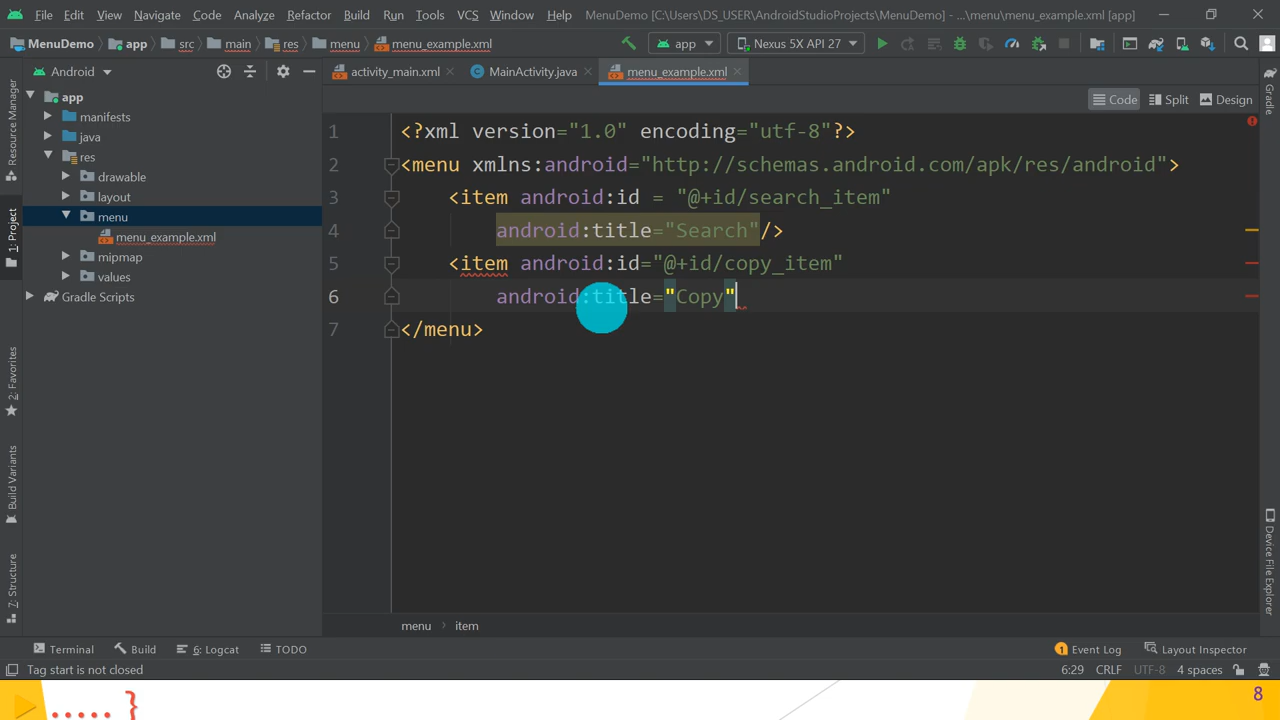 File Edit View Navigate Code Analyze Refactor Build Run Tools VCS Window Help MenuDemo [C:\Users\DS_USER\AndroidStudioProjects\MenuDemo] - ...\menu\menu_example.xml [app]
MenuDemo app src main res menu menu_example.xml app Nexus 5X API 27
Android activity_main.xml MainActivity.java menu_example.xml
Code Split Design
Resource Manager
1: Project
2: Favorites
Build Variants
7: Structure
app
manifests
java
res
drawable
layout
menu
menu_example.xml
mipmap
values
Gradle Scripts
1 <?xml version="1.0" encoding="utf-8"?>
2 <menu xmlns:android="http://schemas.android.com/apk/res/android">
3 <item android:id = "@+id/search_item"
4 android:title="Search"/>
5 <item android:id="@+id/copy_item"
6 android:title="Copy"
7 </menu>
Gradle
Device File Explorer
menu item
Terminal Build 6: Logcat TODO 1 Event Log Layout Inspector
Tag start is not closed 6:29 CRLF UTF-8 4 spaces
..... } 8